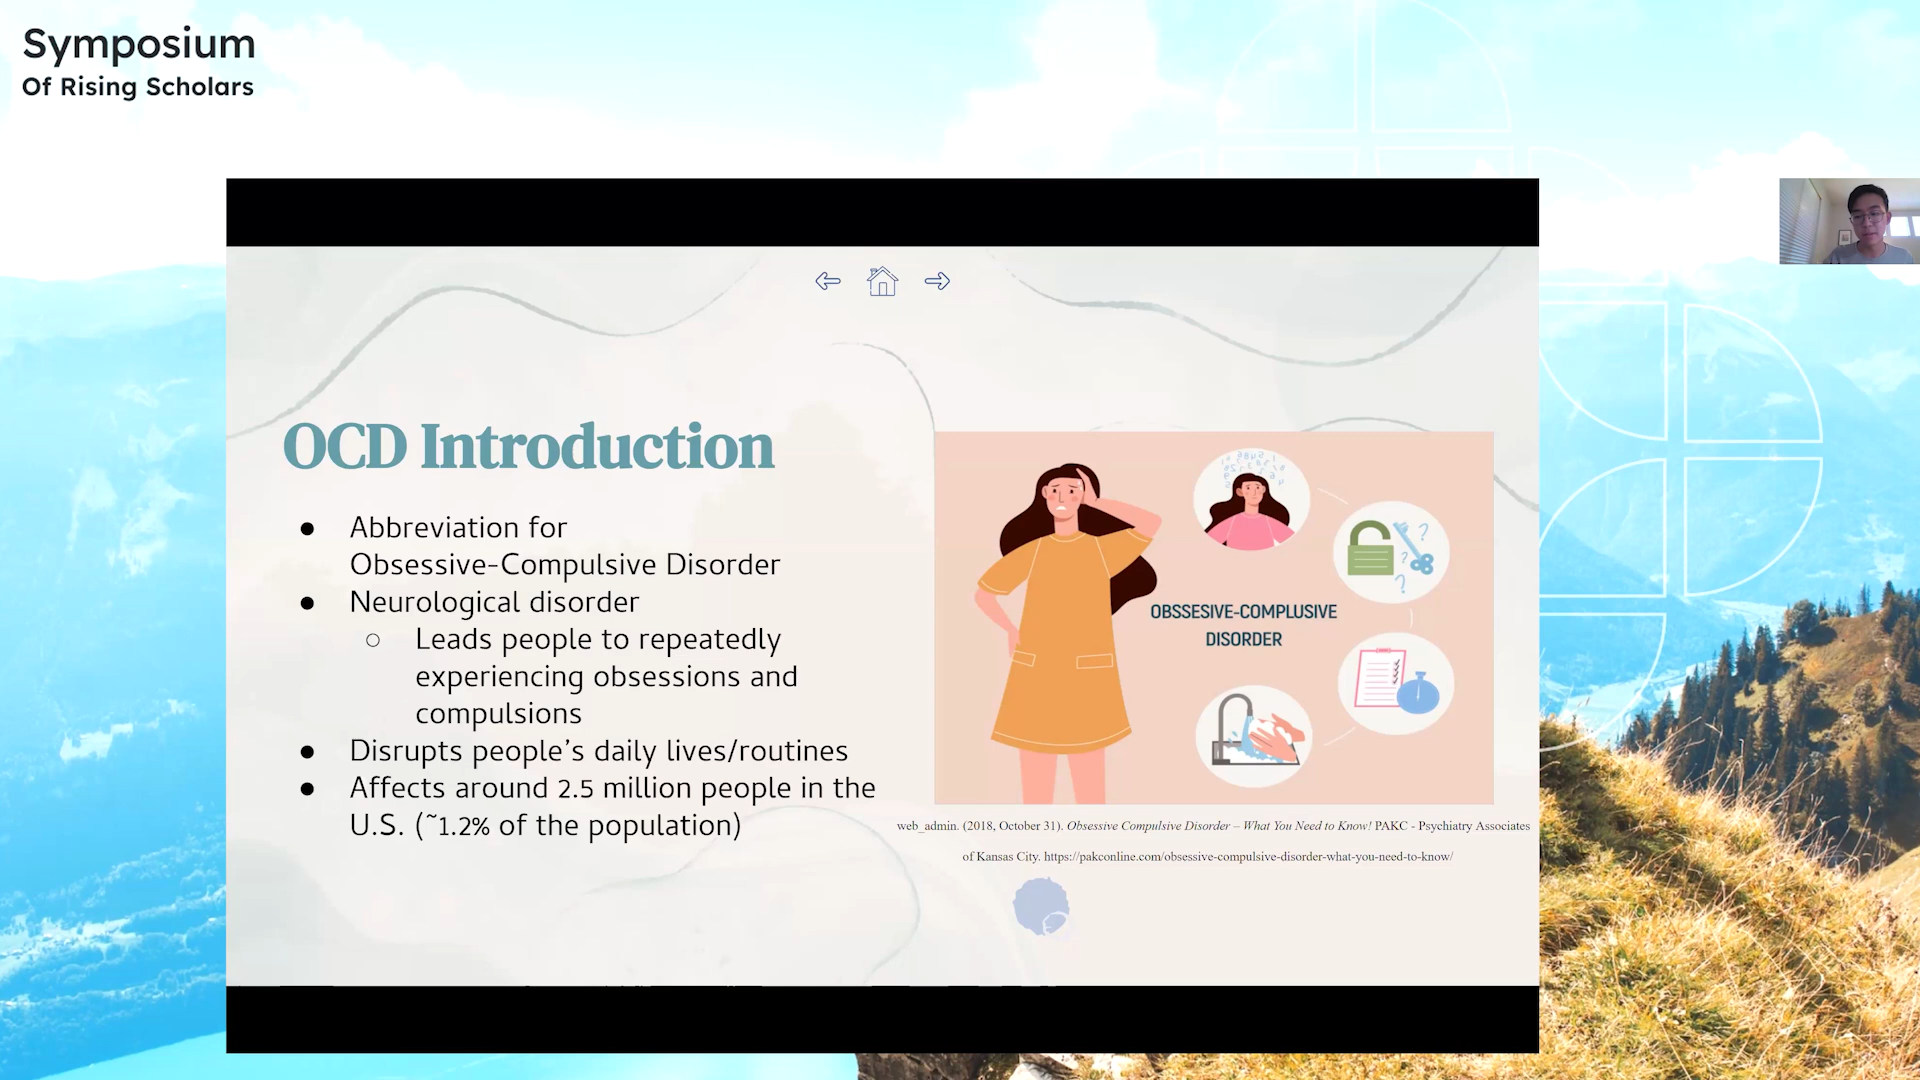 Symposium
Of Rising Scholars
OCD Introduction
● Abbreviation for
Obsessive-Compulsive Disorder
● Neurological disorder
○ Leads people to repeatedly
experiencing obsessions and
compulsions
● Disrupts people's daily lives/routines
● Affects around 2.5 million people in the
U.S. (~1.2% of the population)
OBSSESIVE-COMPLUSIVE
DISORDER
? ? ?
web_admin. (2018, October 31). Obsessive Compulsive Disorder – What You Need to Know! PAKC - Psychiatry Associates
of Kansas City. https://pakconline.com/obsessive-compulsive-disorder-what-you-need-to-know/